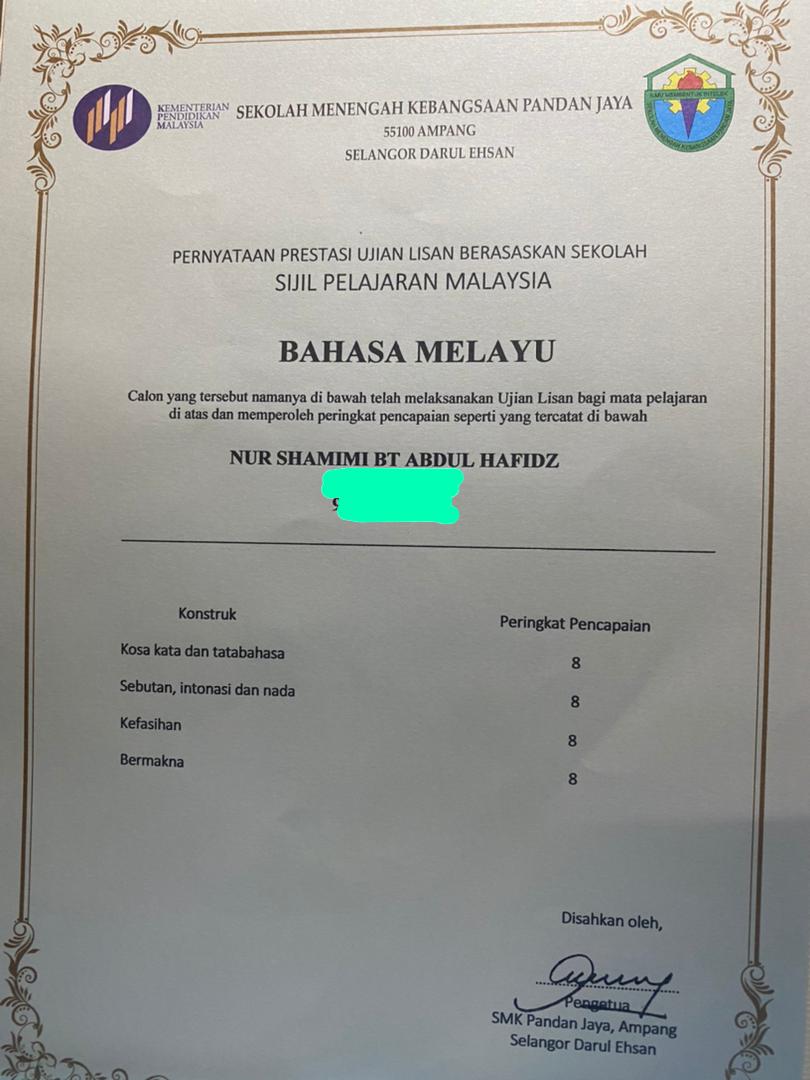 KEMENTERIAN
PENDIDIKAN
MALAYSIA
SEKOLAH MENENGAH KEBANGSAAN PANDAN JAYA
55100 AMPANG
SELANGOR DARUL EHSAN
ILMU MEMBENTUK INTELEK
SEKOLAH MENENGAH KEBANGSAAN PANDAN JAYA
PERNYATAAN PRESTASI UJIAN LISAN BERASASKAN SEKOLAH
SIJIL PELAJARAN MALAYSIA
BAHASA MELAYU
Calon yang tersebut namanya di bawah telah melaksanakan Ujian Lisan bagi mata pelajaran
di atas dan memperoleh peringkat pencapaian seperti yang tercatat di bawah
NUR SHAMIMI BT ABDUL HAFIDZ
Konstruk Peringkat Pencapaian
Kosa kata dan tatabahasa 8
Sebutan, intonasi dan nada 8
Kefasihan 8
Bermakna 8
Disahkan oleh,
Pengetua
SMK Pandan Jaya, Ampang
Selangor Darul Ehsan